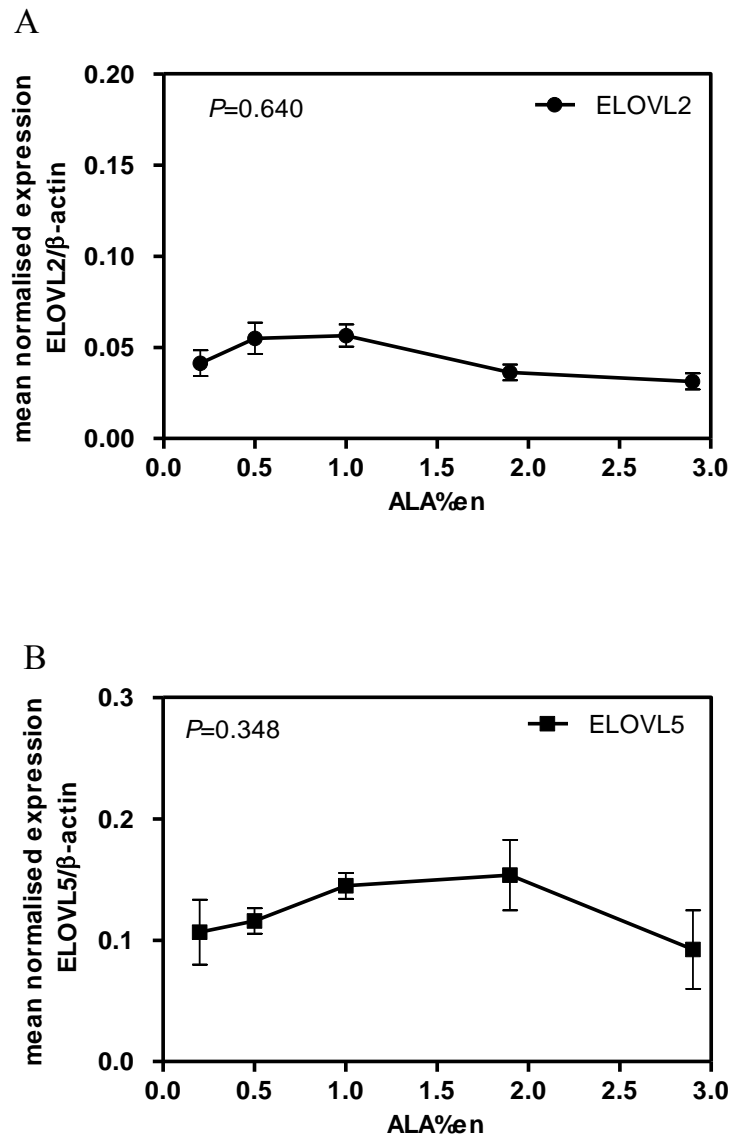 A
mean normalised expression
ELOVL2/β-actin
0.20
0.15
0.10
0.05
0.00
P=0.640
ELOVL2
0.0 0.5 1.0 1.5 2.0 2.5 3.0
ALA%en
B
mean normalised expression
ELOVL5/β-actin
0.3
0.2
0.1
0.0
P=0.348
ELOVL5
0.0 0.5 1.0 1.5 2.0 2.5 3.0
ALA%en